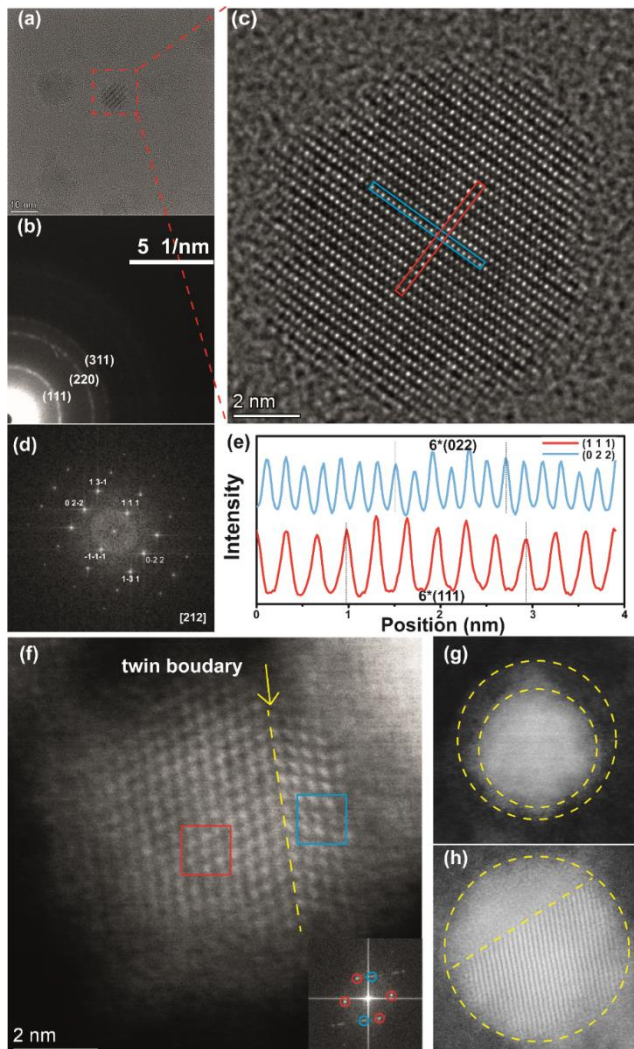 (a)
10 nm
(b)
5 1/nm
(311)
(220)
(111)
(c)
2 nm
(d)
1 3-1
0 2-2
1 1 1
-1-1-1
0-2 2
1-3 1
[212]
(e)
6*(022)
(1 1 1)
(0 2 2)
Intensity
6*(111)
0
1
2
3
4
Position (nm)
(f)
twin boudary
2 nm
(g)
(h)